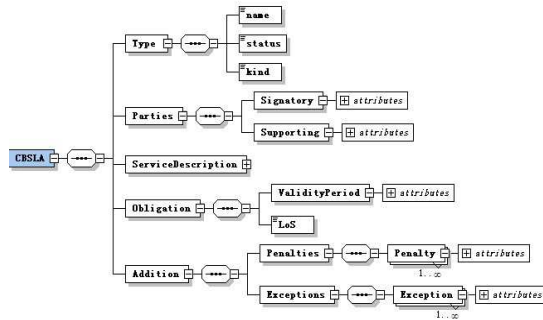 name
Type
status
kind
Signatory
attributes
Parties
Supporting
attributes
CBSLA
ServiceDescription
ValidityPeriod
attributes
Obligation
LoS
Penalties
Penalty
attributes
1..∞
Addition
Exceptions
Exception
attributes
1..∞